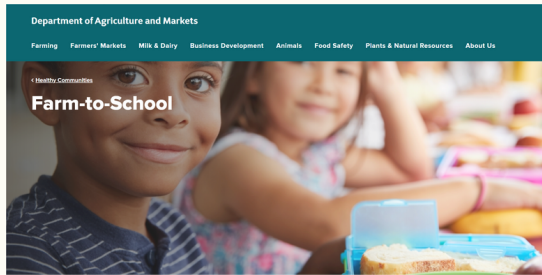 Department of Agriculture and Markets
Farming Farmers' Markets Milk & Dairy Business Development Animals Food Safety Plants & Natural Resources About Us
< Healthy Communities
Farm-to-School